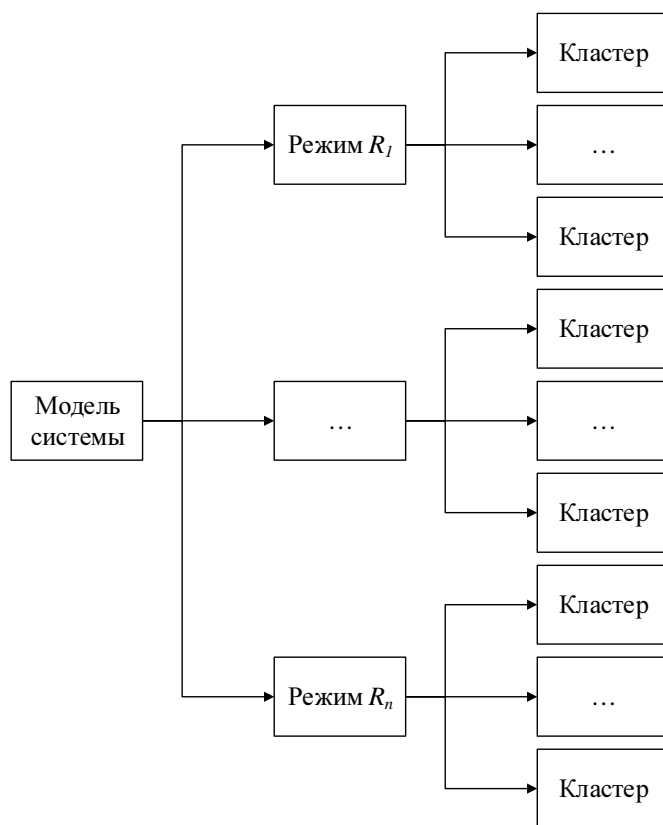 Кластер
Режим R₁
…
Кластер
Кластер
Модель
системы
…
…
Кластер
Кластер
Режим Rₙ
…
Кластер